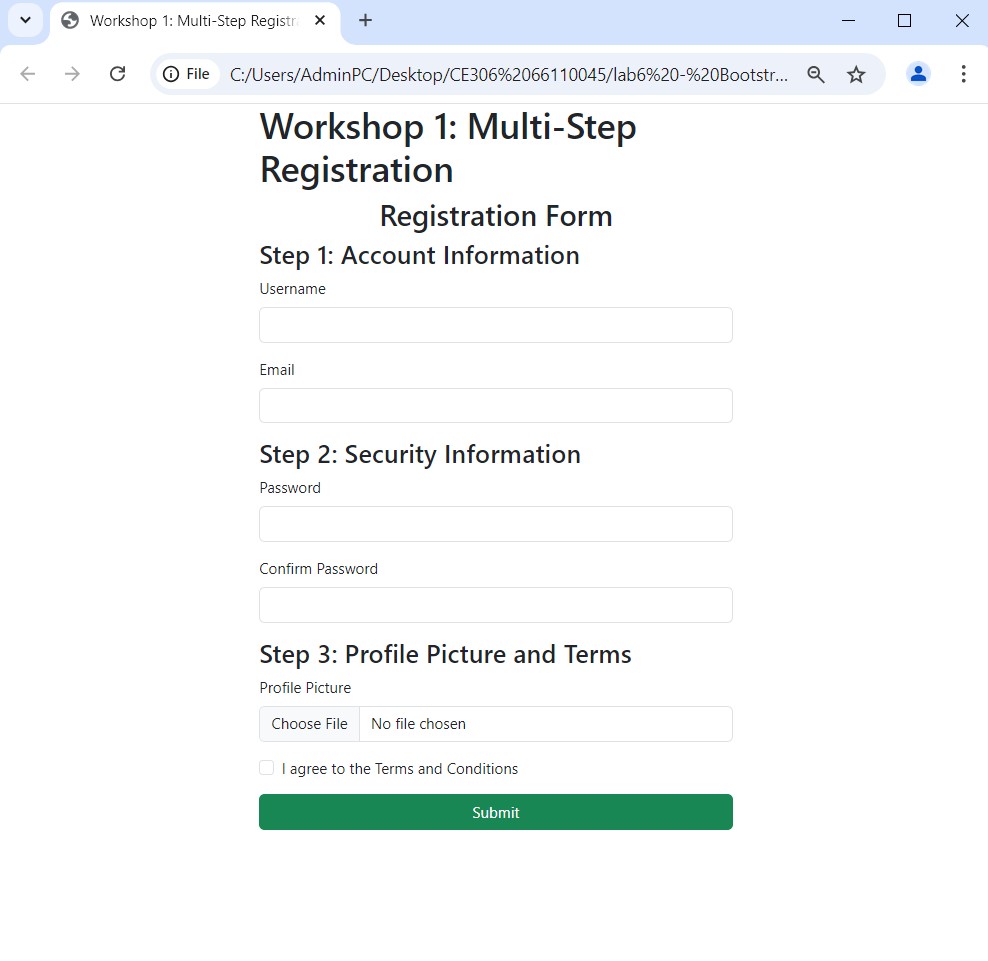 Workshop 1: Multi-Step Registr
File C:/Users/AdminPC/Desktop/CE306%2066110045/lab6%20-%20Bootstr...
Workshop 1: Multi-Step
Registration
Registration Form
Step 1: Account Information
Username
Email
Step 2: Security Information
Password
Confirm Password
Step 3: Profile Picture and Terms
Profile Picture
Choose File No file chosen
I agree to the Terms and Conditions
Submit